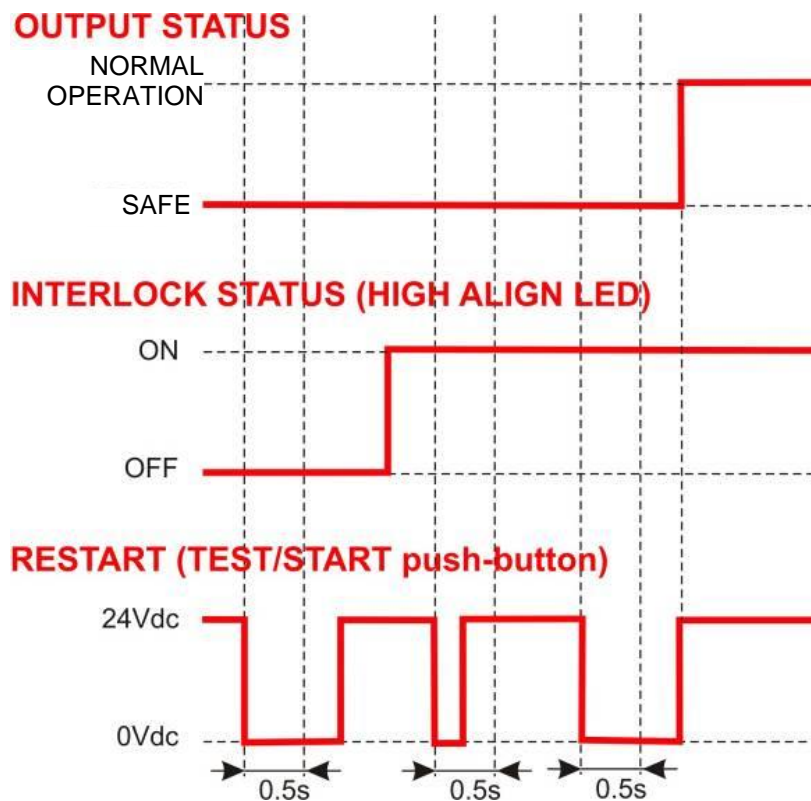 OUTPUT STATUS
NORMAL
OPERATION
SAFE
INTERLOCK STATUS (HIGH ALIGN LED)
ON
OFF
RESTART (TEST/START push-button)
24Vdc
0Vdc
0.5s 0.5s 0.5s